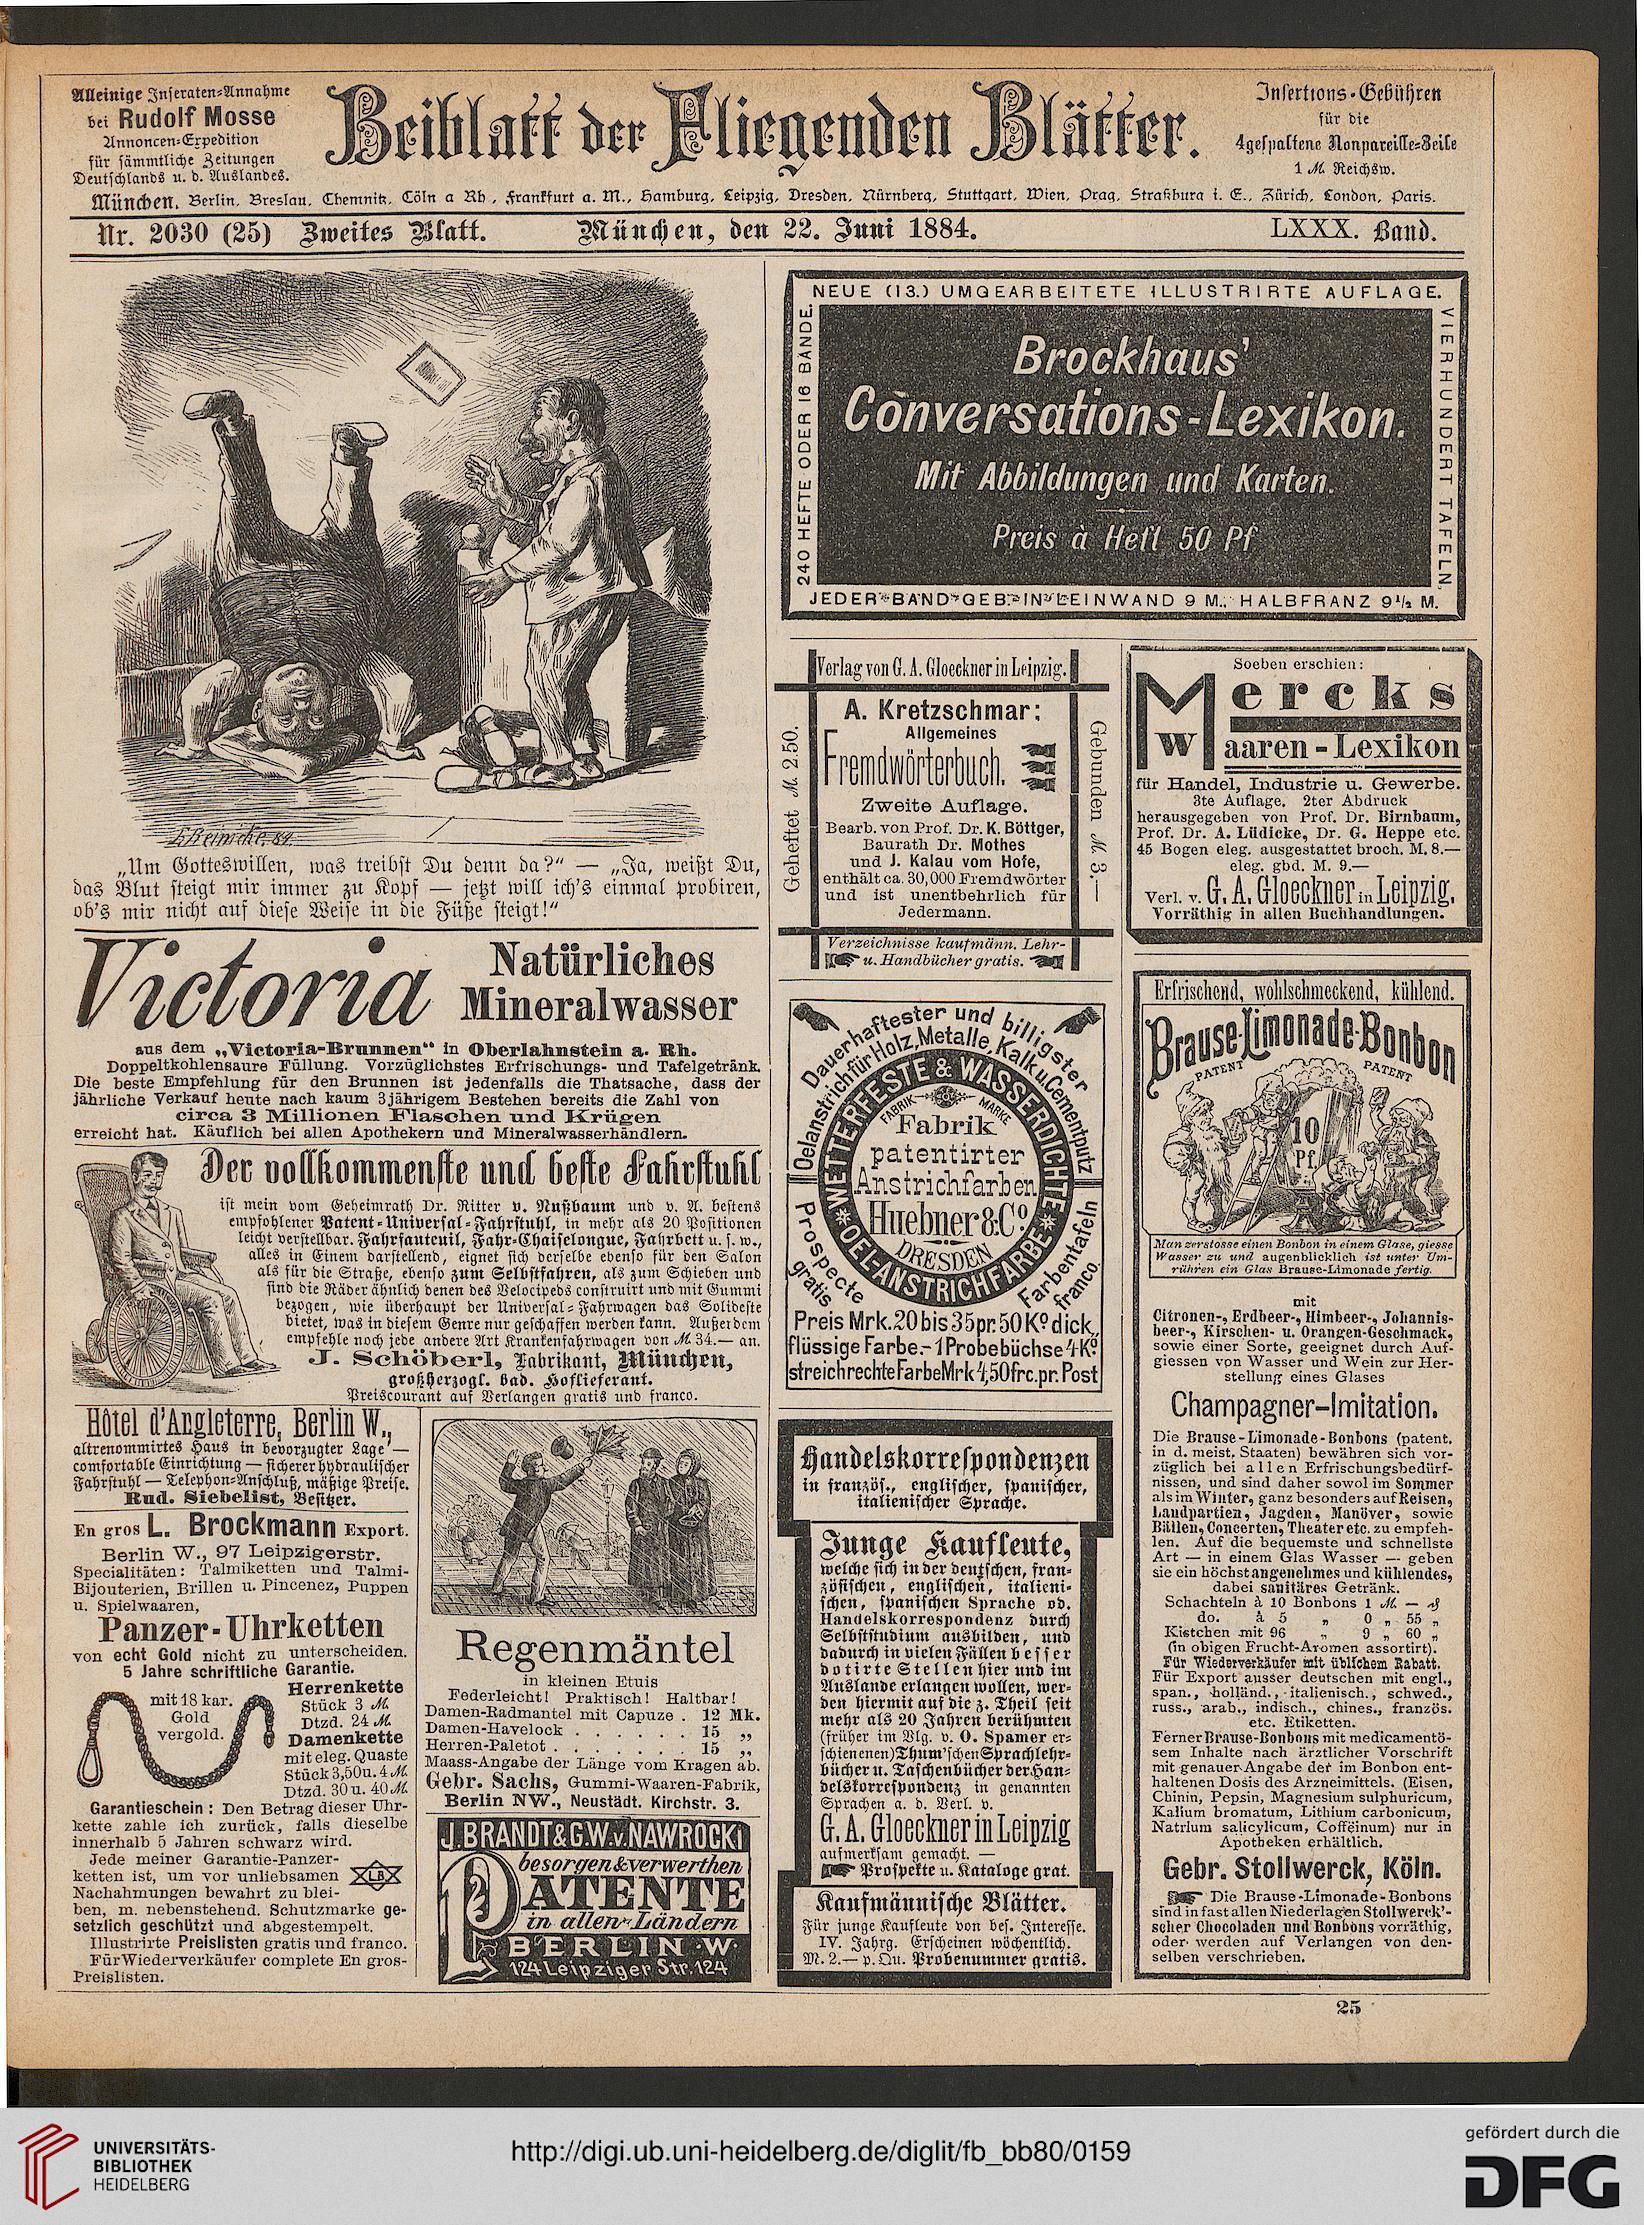 Alleinige Inseraten-Annahme
bei Rudolf Mosse
Annoncen-Expedition
für sämmtliche Zeitungen
Deutschlands u. d. Auslandes.
Beiblatt der Fliegenden Blätter.
Insertions-Gebühren
für die
4gespaltene Nonpareille-Zeile
1 M. Reichsw.
München. Berlin, Breslau, Chemnitz, Cöln a Rh., Frankfurt a. M., Hamburg, Leipzig, Dresden, Nürnberg, Stuttgart, Wien, Prag, Straßburg i. E., Zürich, London, Paris.
Nr. 2030 (25) Zweites Blatt. München, den 22. Juni 1884. LXXX. Band.
„Um Gotteswillen, was treibst Du denn da?“ — „Ja, weißt Du,
das Blut steigt mir immer zu Kopf — jetzt will ich's einmal probiren,
ob's mir nicht auf diese Weise in die Füße steigt!“
Victoria Natürliches
Mineralwasser
aus dem „Victoria-Brunnen“ in Oberlahnstein a. Rh.
Doppeltkohlensaure Füllung. Vorzüglichstes Erfrischungs- und Tafelgetränk.
Die beste Empfehlung für den Brunnen ist jedenfalls die Thatsache, dass der
jährliche Verkauf heute nach kaum 3jährigem Bestehen bereits die Zahl von
circa 3 Millionen Flaschen und Krügen
erreicht hat. Käuflich bei allen Apothekern und Mineralwasserhändlern.
Der vollkommenste und beste Fahrstuhl
ist mein vom Geheimrath Dr. Ritter v. Nußbaum und v. A. bestens
empfohlener Patent-Universal-Fahrstuhl, in mehr als 20 Positionen
leicht verstellbar. Fahrfauteuil, Fahr-Chaiselongue, Fahrbett u. s. w.,
alles in Einem darstellend, eignet sich derselbe ebenso für den Salon
als für die Straße, ebenso zum Selbstfahren, als zum Schieben und
sind die Räder ähnlich denen des Velocipeds construirt und mit Gummi
bezogen, wie überhaupt der Universal-Fahrwagen das Solideste
bietet, was in diesem Genre nur geschaffen werden kann. Außerdem
empfehle noch jede andere Art Krankenfahrwagen von M. 34.— an.
J. Schöberl, Fabrikant, München,
großherzogl. bad. Hoflieferant.
Preiscourant auf Verlangen gratis und franco.
Hôtel d'Angleterre, Berlin W.,
altrenommirtes Haus in bevorzugter Lage —
comfortable Einrichtung — sicherer hydraulischer
Fahrstuhl — Telephon-Anschluß, mäßige Preise.
Rud. Siebelist, Besitzer.
En gros L. Brockmann Export.
Berlin W., 97 Leipzigerstr.
Specialitäten: Talmiketten und Talmi-
Bijouterien, Brillen u. Pincenez, Puppen
u. Spielwaaren,
Panzer-Uhrketten
von echt Gold nicht zu unterscheiden.
5 Jahre schriftliche Garantie.
mit 18 kar.
Gold
vergold.
Herrenkette
Stück 3 M.
Dtzd. 24 M.
Damenkette
mit eleg. Quaste
Stück 3,50 u. 4 M.
Dtzd. 30 u. 40 M.
Garantieschein: Den Betrag dieser Uhr-
kette zahle ich zurück, falls dieselbe
innerhalb 5 Jahren schwarz wird.
Jede meiner Garantie-Panzer-
ketten ist, um vor unliebsamen
Nachahmungen bewahrt zu blei-
ben, m. nebenstehend. Schutzmarke ge-
setzlich geschützt und abgestempelt.
LB
Illustrirte Preislisten gratis und franco.
Für Wiederverkäufer complete En gros-
Preislisten.
Regenmäntel
in kleinen Etuis
Federleicht! Praktisch! Haltbar!
Damen-Radmantel mit Capuze . 12 Mk.
Damen-Havelock . . . . . . . 15 „
Herren-Paletot . . . . . . . 15 „
Maass-Angabe der Länge vom Kragen ab.
Gebr. Sachs, Gummi-Waaren-Fabrik,
Berlin NW., Neustädt. Kirchstr. 3.
J. BRANDT & G.W.v. NAWROCKI
besorgen & verwerthen
PATENTE
in allen Ländern
BERLIN W.
124 Leipziger Str. 124
NEUE (13.) UMGEARBEITETE ILLUSTRIRTE AUFLAGE.
240 HEFTE ODER 16 BÄNDE.
Brockhaus'
Conversations-Lexikon.
Mit Abbildungen und Karten.
Preis à Heft 50 Pf
VIERHUNDERT TAFELN.
JEDER BAND GEB. IN LEINWAND 9 M., HALBFRANZ 9½ M.
Verlag von G. A. Gloeckner in Leipzig.
Geheftet M. 2.50.
A. Kretzschmar:
Allgemeines
Fremdwörterbuch.
Zweite Auflage.
Bearb. von Prof. Dr. K. Böttger,
Baurath Dr. Mothes
und J. Kalau vom Hofe,
enthält ca. 30,000 Fremdwörter
und ist unentbehrlich für
Jedermann.
Gebunden M. 3.—
Verzeichnisse kaufmänn. Lehr-
u. Handbücher gratis.
Soeben erschien:
Mercks
Waaren-Lexikon
für Handel, Industrie u. Gewerbe.
3te Auflage. 2ter Abdruck
herausgegeben von Prof. Dr. Birnbaum,
Prof. Dr. A. Lüdicke, Dr. G. Heppe etc.
45 Bogen eleg. ausgestattet broch. M. 8.—
eleg. gbd. M. 9.—
Verl. v. G. A. Gloeckner in Leipzig.
Vorräthig in allen Buchhandlungen.
Dauerhaftester und billigster
Oelanstrich für Holz, Metalle, Kalk u. Cementputz
WETTERFESTE & WASSERDICHTE
OEL-ANSTRICHFARBE
FABRIK MARKE
Fabrik
patentirter
Anstrichfarben
Huebner & Co.
DRESDEN
Prospecte
gratis
Farbentafeln
franco.
Preis Mrk. 20 bis 35 pr. 50 Ko dick,
flüssige Farbe.-1 Probebüchse 4 Ko
streichrechte Farbe Mrk 4,50 frc. pr. Post
Handelskorrespondenzen
in französ., englischer, spanischer,
italienischer Sprache.
Junge Kaufleute,
welche sich in der deutschen, fran-
zösischen, englischen, italieni-
schen, spanischen Sprache od.
Handelskorrespondenz durch
Selbststudium ausbilden, und
dadurch in vielen Fällen besser
dotirte Stellen hier und im
Auslande erlangen wollen, wer-
den hiermit auf die z. Theil seit
mehr als 20 Jahren berühmten
(früher im Vlg. v. O. Spamer er-
schienenen) Thum'schen Sprachlehr-
bücher u. Taschenbücher der Han-
delskorrespondenz in genannten
Sprachen a. d. Verl. v.
G. A. Gloeckner in Leipzig
aufmerksam gemacht. —
Prospekte u. Kataloge grat.
Kaufmännische Blätter.
Für junge Kaufleute von bes. Interesse.
IV. Jahrg. Erscheinen wöchentlich.
M. 2.— p. Qu. Probenummer gratis.
Erfrischend, wohlschmeckend, kühlend.
Brause-Limonade-Bonbon
PATENT PATENT
10
Pf.
Man zerstosse einen Bonbon in einem Glase, giesse
Wasser zu und augenblicklich ist unter Um-
rühren ein Glas Brause-Limonade fertig.
mit
Citronen-, Erdbeer-, Himbeer-, Johannis-
beer-, Kirschen- u. Orangen-Geschmack,
sowie einer Sorte, geeignet durch Auf-
giessen von Wasser und Wein zur Her-
stellung eines Glases
Champagner-Imitation.
Die Brause-Limonade-Bonbons (patent.
in d. meist. Staaten) bewähren sich vor-
züglich bei allen Erfrischungsbedürf-
nissen, und sind daher sowol im Sommer
als im Winter, ganz besonders auf Reisen,
Landpartien, Jagden, Manöver, sowie
Bällen, Concerten, Theater etc. zu empfeh-
len. Auf die bequemste und schnellste
Art — in einem Glas Wasser — geben
sie ein höchst angenehmes und kühlendes,
dabei sanitäres Getränk.
Schachteln à 10 Bonbons 1 M. — ₰
do. à 5 „ 0 „ 55 „
Kistchen mit 96 „ 9 „ 60 „
(in obigen Frucht-Aromen assortirt).
Für Wiederverkäufer mit üblichem Rabatt.
Für Export ausser deutschen mit engl.,
span., holländ., italienisch., schwed.,
russ., arab., indisch., chines., französ.
etc. Etiketten.
Ferner Brause-Bonbons mit medicamentö-
sem Inhalte nach ärztlicher Vorschrift
mit genauer Angabe der im Bonbon ent-
haltenen Dosis des Arzneimittels. (Eisen,
Chinin, Pepsin, Magnesium sulphuricum,
Kalium bromatum, Lithium carbonicum,
Natrium salicylicum, Coffëinum) nur in
Apotheken erhältlich.
Gebr. Stollwerck, Köln.
Die Brause-Limonade-Bonbons
sind in fast allen Niederlagen Stollwerck'-
scher Chocoladen und Bonbons vorräthig,
oder werden auf Verlangen von den-
selben verschrieben.
25
UNIVERSITÄTS-
BIBLIOTHEK
HEIDELBERG
http://digi.ub.uni-heidelberg.de/diglit/fb_bb80/0159
gefördert durch die
DFG